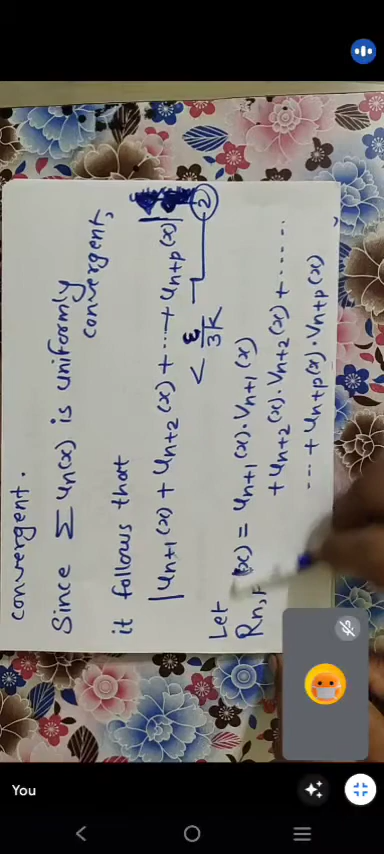 convergent.
Since Σ un(x) is uniformly
convergent,
it follows that
|un+1(x) + un+2(x) + ... + un+p(x)|
< ε/3K ②
Let
Rn, (x) = un+1(x).vn+1(x)
+ un+2(x).vn+2(x) + .....
... + un+p(x).vn+p(x)
You